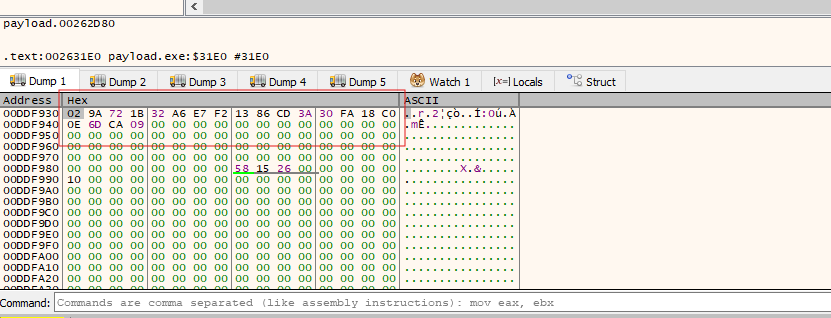 payload.00262D80
.text:002631E0 payload.exe:$31E0 #31E0
Dump 1 Dump 2 Dump 3 Dump 4 Dump 5 Watch 1 [x=] Locals Struct
Address Hex ASCII
00DDF930 02 9A 72 1B 32 A6 E7 F2 13 86 CD 3A 30 FA 18 C0 ..r.2¦çò..Í:0ú.À
00DDF940 0E 6D CA 09 00 00 00 00 00 00 00 00 00 00 00 00 .mÊ.............
00DDF950 00 00 00 00 00 00 00 00 00 00 00 00 00 00 00 00 ................
00DDF960 00 00 00 00 00 00 00 00 00 00 00 00 00 00 00 00 ................
00DDF970 00 00 00 00 00 00 00 00 00 00 00 00 00 00 00 00 ................
00DDF980 00 00 00 00 00 00 00 00 58 15 26 00 00 00 00 00 ........X.&.....
00DDF990 10 00 00 00 00 00 00 00 00 00 00 00 00 00 00 00 ................
00DDF9A0 00 00 00 00 00 00 00 00 00 00 00 00 00 00 00 00 ................
00DDF9B0 00 00 00 00 00 00 00 00 00 00 00 00 00 00 00 00 ................
00DDF9C0 00 00 00 00 00 00 00 00 00 00 00 00 00 00 00 00 ................
00DDF9D0 00 00 00 00 00 00 00 00 00 00 00 00 00 00 00 00 ................
00DDF9E0 00 00 00 00 00 00 00 00 00 00 00 00 00 00 00 00 ................
00DDF9F0 00 00 00 00 00 00 00 00 00 00 00 00 00 00 00 00 ................
00DDFA00 00 00 00 00 00 00 00 00 00 00 00 00 00 00 00 00 ................
00DDFA10 00 00 00 00 00 00 00 00 00 00 00 00 00 00 00 00 ................
00DDFA20 00 00 00 00 00 00 00 00 00 00 00 00 00 00 00 00 ................
Command: Commands are comma separated (like assembly instructions): mov eax, ebx